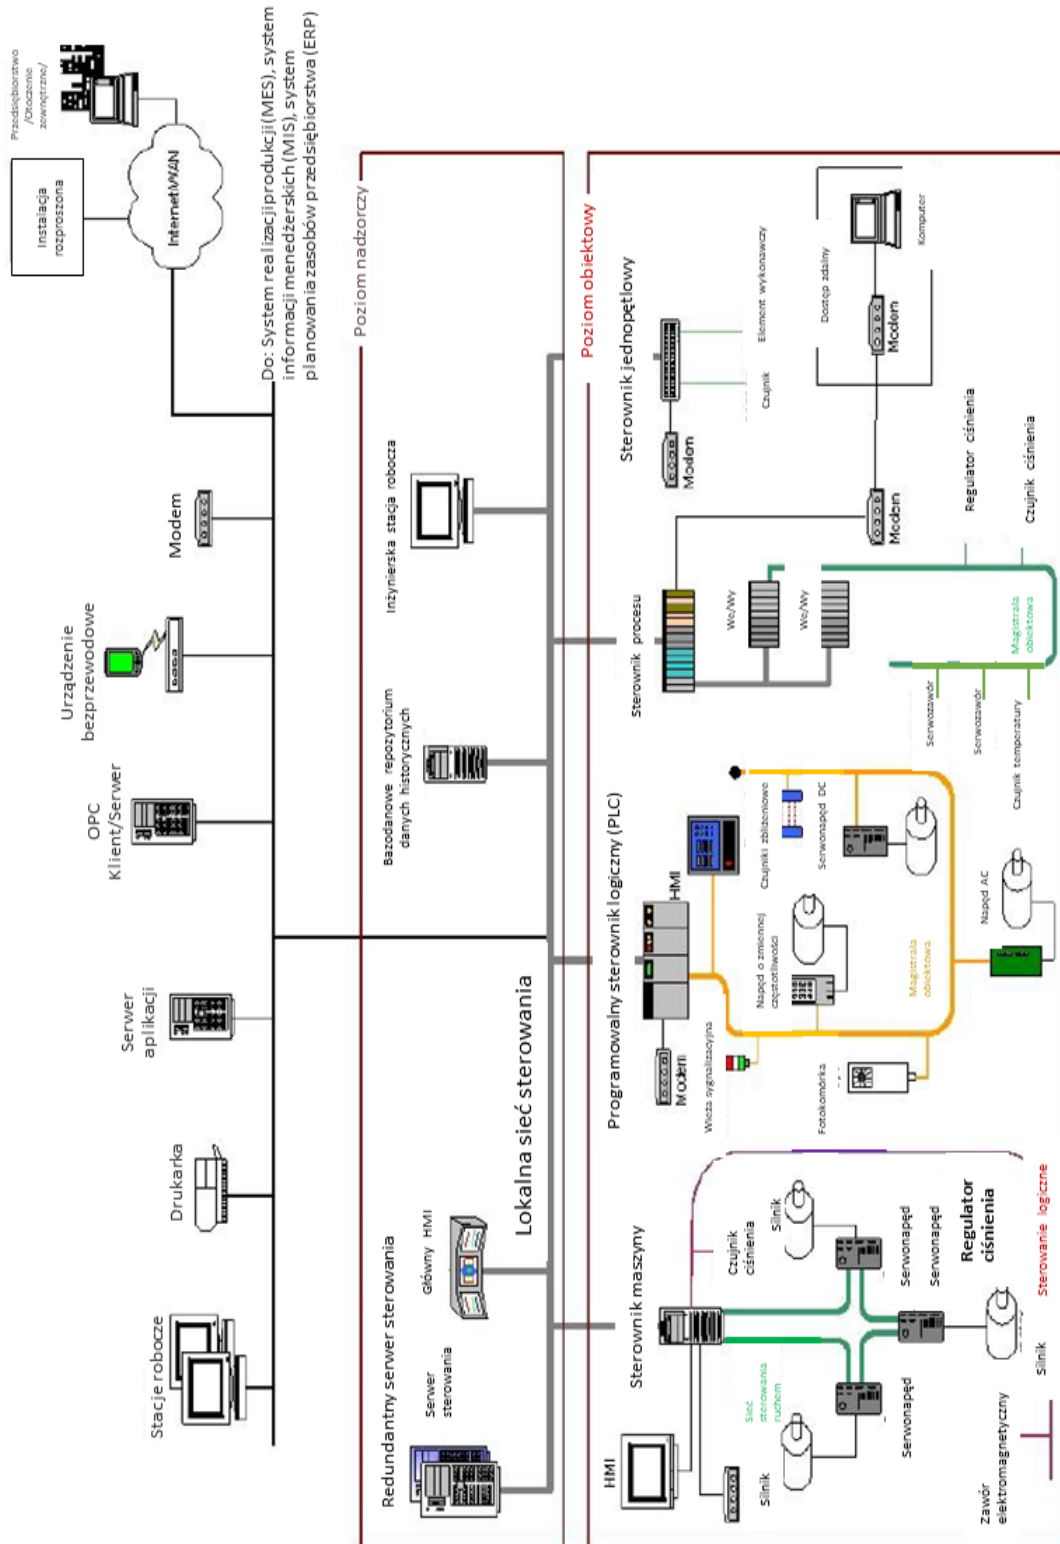 Przedsiębiorstwo
/Otoczenie
zewnętrzne/
Instalacja
rozproszona
Internet/WAN
Stacje robocze
Drukarka
Serwer
aplikacji
OPC
Klient/Serwer
Urządzenie
bezprzewodowe
Modem
Do: System realizacji produkcji (MES), system
informacji menedżerskich (MIS), system
planowania zasobów przedsiębiorstwa (ERP)
Poziom nadzorczy
Redundantny serwer sterowania
Serwer
sterowania
Główny HMI
Bazodanowe repozytorium
danych historycznych
Inżynierska stacja robocza
Lokalna sieć sterowania
Poziom obiektowy
HMI
Sterownik maszyny
Silnik
Sieć
sterowania
ruchem
Czujnik
ciśnienia
Silnik
Serwonapęd
Serwonapęd
Serwonapęd
Regulator
ciśnienia
Silnik
Zawór
elektromagnetyczny
Sterowanie logiczne
Programowalny sterownik logiczny (PLC)
Modem
HMI
Wieża sygnalizacyjna
Napęd o zmiennej
częstotliwości
Czujniki zbliżeniowe
Serwonapęd DC
Fotokomórka
Magistrala
obiektowa
Napęd AC
Sterownik procesu
We/Wy
We/Wy
Serwozawór
Serwozawór
Czujnik temperatury
Magistrala
obiektowa
Regulator ciśnienia
Czujnik ciśnienia
Modem
Sterownik jednopętlowy
Modem
Czujnik
Element wykonawczy
Dostęp zdalny
Modem
Komputer